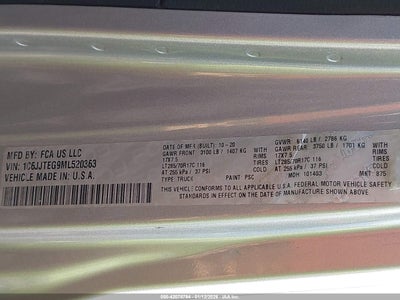 MFD BY: FCA US LLC
VIN: 1C6JJTEG9ML520363
VEHICLE MADE IN: U.S.A.
DATE OF MFR.(BUILT): 10-20
GAWR FRONT 3100 LB / 1407 KG
17X7.5 RIMS
LT285/70R17C 116
AT 255 kPa / 37 PSI COLD
TYPE: TRUCK
PAINT: PSC
GVWR 6140 LB / 2786 KG
GAWR REAR 3750 LB / 1701 KG
17X7.5 RIMS
LT285/70R17C 116
AT 255 kPa / 37 PSI COLD
MDH 101403
MKT: 875
THIS VEHICLE CONFORMS TO ALL APPLICABLE U.S.A. FEDERAL MOTOR VEHICLE SAFETY
STANDARDS IN EFFECT ON THE DATE OF MANUFACTURE SHOWN ABOVE
IAA Inc.